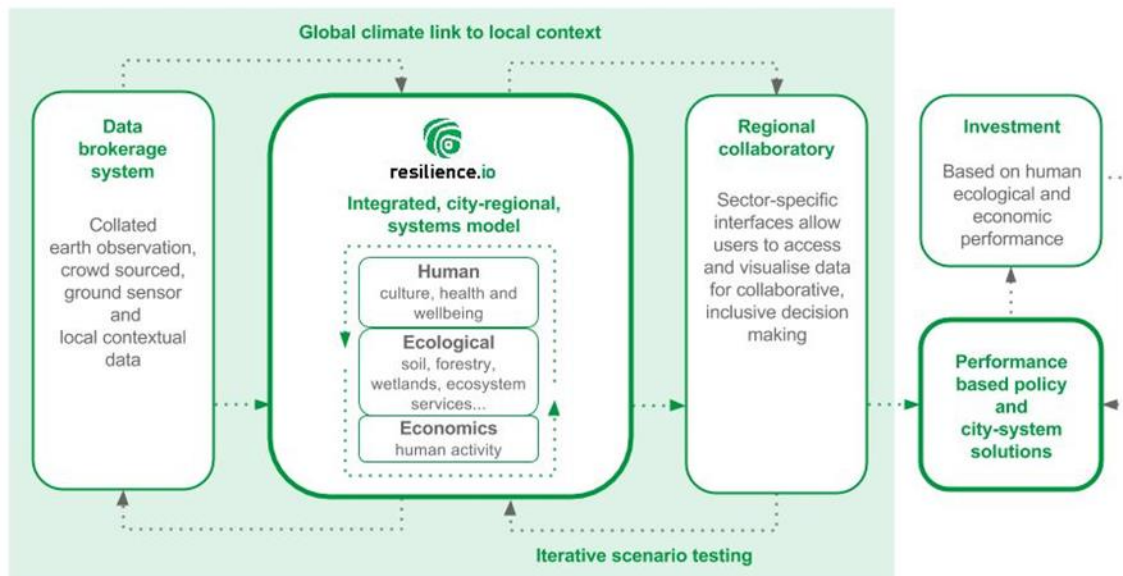 Global climate link to local context
Data
brokerage
system
Collated
earth observation,
crowd sourced,
ground sensor
and
local contextual
data
resilience.io
Integrated, city-regional,
systems model
Human
culture, health and
wellbeing
Ecological
soil, forestry,
wetlands, ecosystem
services...
Economics
human activity
Regional
collaboratory
Sector-specific
interfaces allow
users to access
and visualise data
for collaborative,
inclusive decision
making
Investment
Based on human
ecological and
economic
performance
Performance
based policy
and
city-system
solutions
Iterative scenario testing